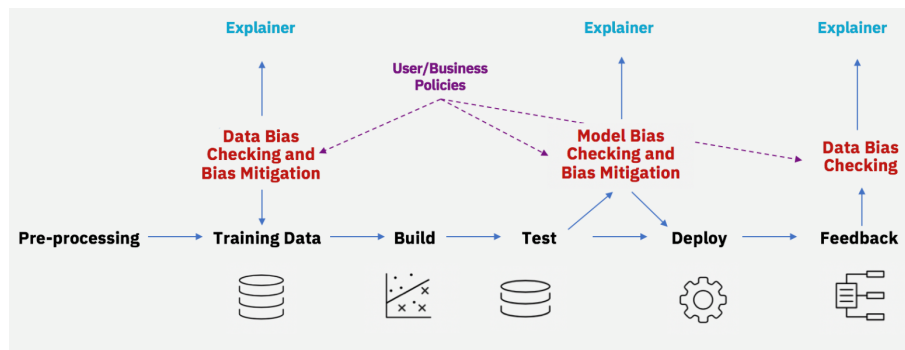 Explainer
Explainer
Explainer
User/Business
Policies
Data Bias
Checking and
Bias Mitigation
Model Bias
Checking and
Bias Mitigation
Data Bias
Checking
Pre-processing
Training Data
Build
Test
Deploy
Feedback